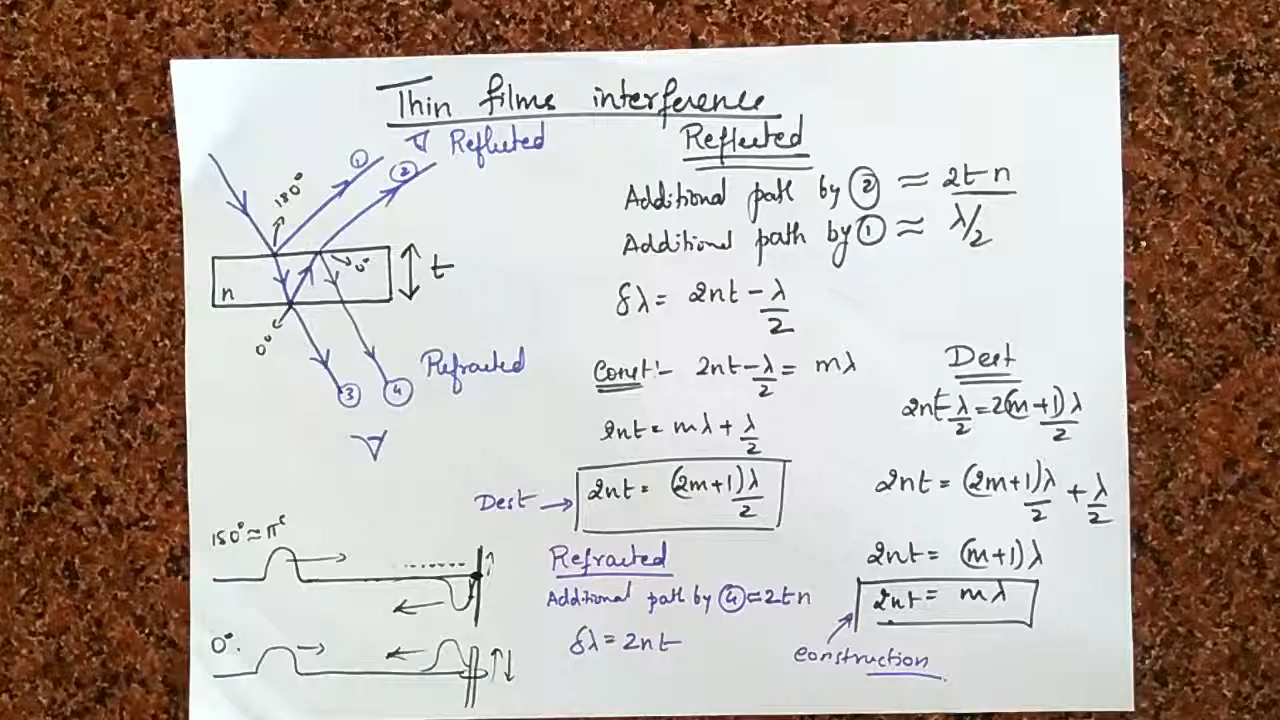 Thin films interference
Reflected
① ②
180°
0°
n
t
0°
③ ④
Refracted
Reflected
Additional path by ② ≈ 2t-n
Additional path by ① ≈ λ/2
δλ = 2nt - λ/2
Const:- 2nt - λ/2 = mλ
2nt = mλ + λ/2
Dest → 2nt = (2m+1)λ/2
Dest
2nt - λ/2 = 2(m+1)λ/2
2nt = (2m+1)λ/2 + λ/2
2nt = (m+1)λ
2nt = mλ
construction
Refracted
Additional path by ④ = 2tn
δλ = 2nt
180° ≈ πᶜ
0°.